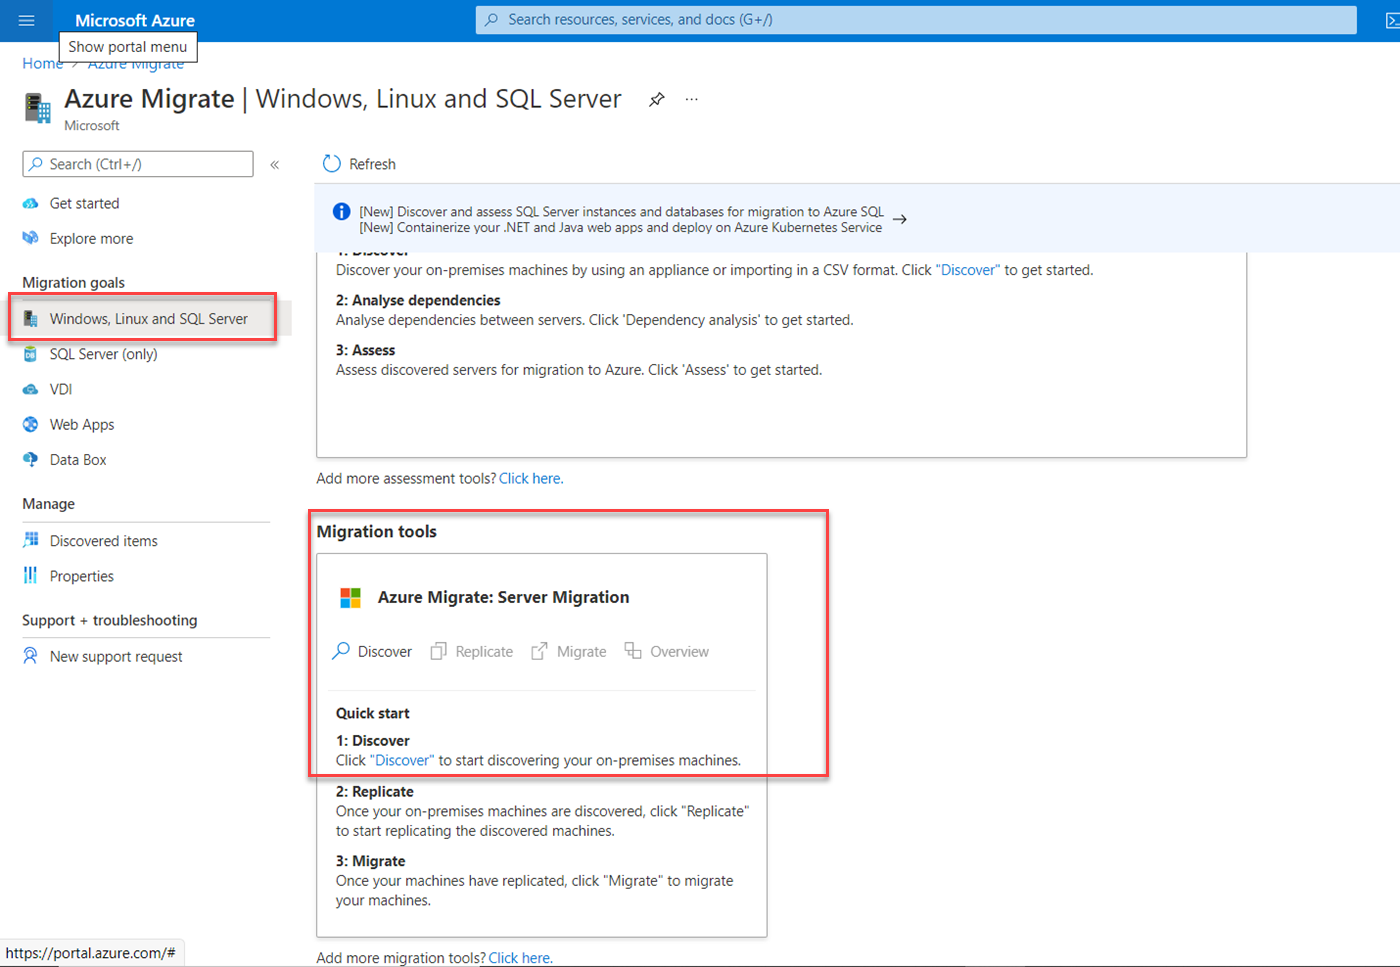 Microsoft Azure
Search resources, services, and docs (G+/)
Show portal menu
Home > Azure Migrate
Azure Migrate | Windows, Linux and SQL Server
...
Microsoft
Search (Ctrl+/)
«
Get started
Explore more
Migration goals
Windows, Linux and SQL Server
SQL Server (only)
VDI
Web Apps
Data Box
Manage
Discovered items
Properties
Support + troubleshooting
New support request
Refresh
[New] Discover and assess SQL Server instances and databases for migration to Azure SQL
[New] Containerize your .NET and Java web apps and deploy on Azure Kubernetes Service
1: Discover
Discover your on-premises machines by using an appliance or importing in a CSV format. Click "Discover" to get started.
2: Analyse dependencies
Analyse dependencies between servers. Click 'Dependency analysis' to get started.
3: Assess
Assess discovered servers for migration to Azure. Click 'Assess' to get started.
Add more assessment tools? Click here.
Migration tools
Azure Migrate: Server Migration
Discover Replicate Migrate Overview
Quick start
1: Discover
Click "Discover" to start discovering your on-premises machines.
2: Replicate
Once your on-premises machines are discovered, click "Replicate"
to start replicating the discovered machines.
3: Migrate
Once your machines have replicated, click "Migrate" to migrate
your machines.
Add more migration tools? Click here.
https://portal.azure.com/#